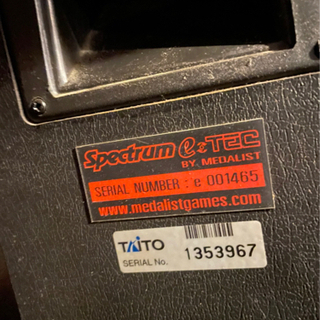 Spectrum e:TEC
BY MEDALIST
SERIAL NUMBER : e 001465
www.medalistgames.com
TAITO
SERIAL No. 1353967